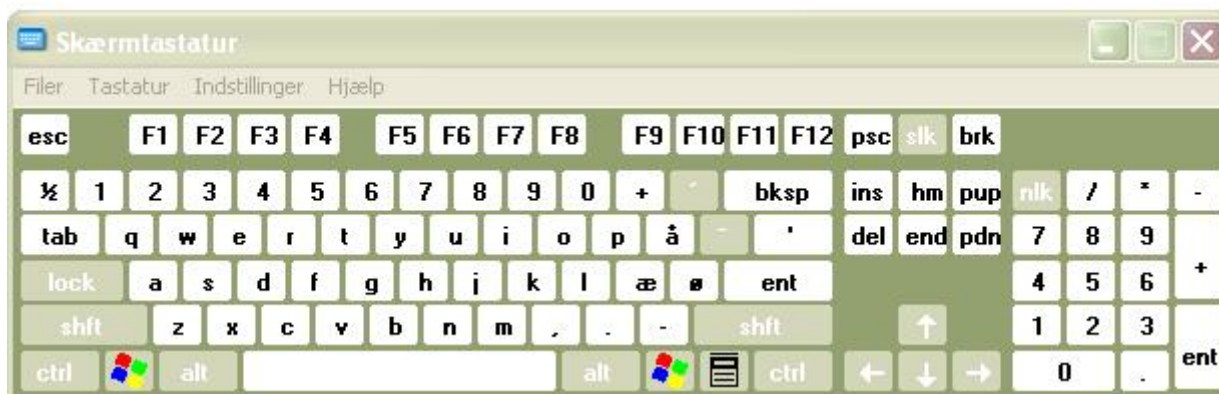 Skærmtastatur
Filer Tastatur Indstillinger Hjælp
esc F1 F2 F3 F4 F5 F6 F7 F8 F9 F10 F11 F12 psc slk brk
½ 1 2 3 4 5 6 7 8 9 0 + ´ bksp ins hm pup nlk / * -
tab q w e r t y u i o p å ¨ ' del end pdn 7 8 9 +
lock a s d f g h j k l æ ø ent 4 5 6
shft z x c v b n m , . - shft ↑ 1 2 3 ent
ctrl alt alt ctrl ← ↓ → 0 .